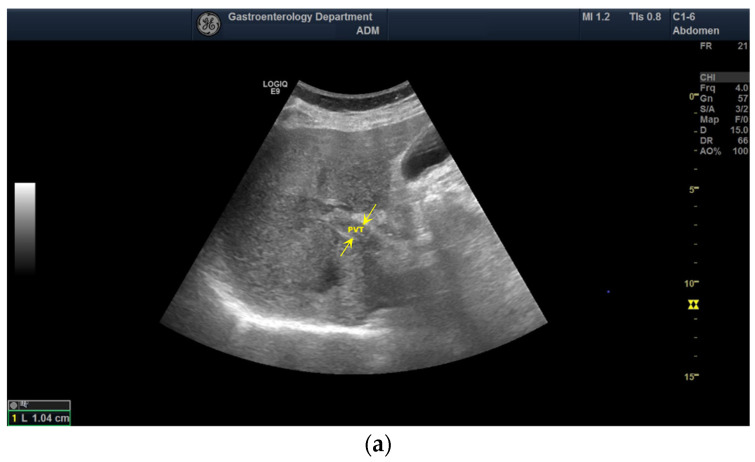 Gastroenterology Department
ADM
MI 1.2 TIs 0.8
C1-6
Abdomen
FR 21
CHI
Frq 4.0
Gn 57
S/A 3/2
Map F/0
D 15.0
DR 66
AO% 100
LOGIQ
E9
0
5
10
15
PVT
1 L 1.04 cm
(a)